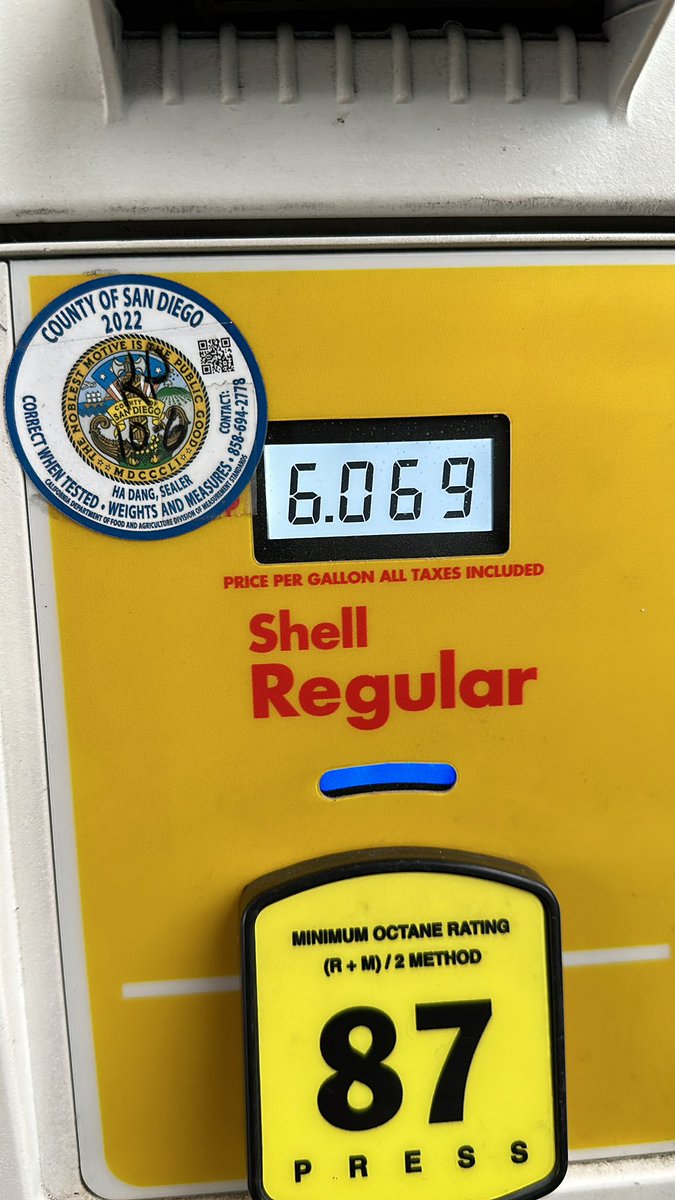 COUNTY OF SAN DIEGO
2022
THE NOBLEST MOTIVE IS THE PUBLIC GOOD
COUNTY OF
SAN DIEGO
MDCCCLI
CONTACT:
858-694-2778
HA DANG, SEALER
CORRECT WHEN TESTED • WEIGHTS AND MEASURES •
CALIFORNIA DEPARTMENT OF FOOD AND AGRICULTURE DIVISION OF MEASUREMENT STANDARDS
6.069
PRICE PER GALLON ALL TAXES INCLUDED
Shell
Regular
MINIMUM OCTANE RATING
(R + M) / 2 METHOD
87
PRESS